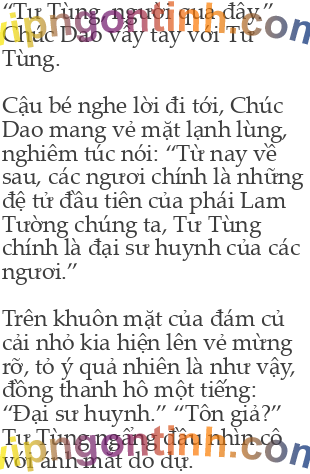 “Tư Tùng, ngươi qua đây.”
Chúc Dao vẫy tay với Tư
Tùng.
Cậu bé nghe lời đi tới, Chúc
Dao mang vẻ mặt lạnh lùng,
nghiêm túc nói: “Từ nay về
sau, các ngươi chính là những
đệ tử đầu tiên của phái Lam
Tường chúng ta, Tư Tùng
chính là đại sư huynh của các
ngươi.”
Trên khuôn mặt của đám củ
cải nhỏ kia hiện lên vẻ mừng
rỡ, tỏ ý quả nhiên là như vậy,
đồng thanh hô một tiếng:
“Đại sư huynh.” “Tôn giả?”
Tư Tùng ngẩng đầu nhìn cô
với ánh mắt do dự.
vipngontinh.com
vipngontinh.com